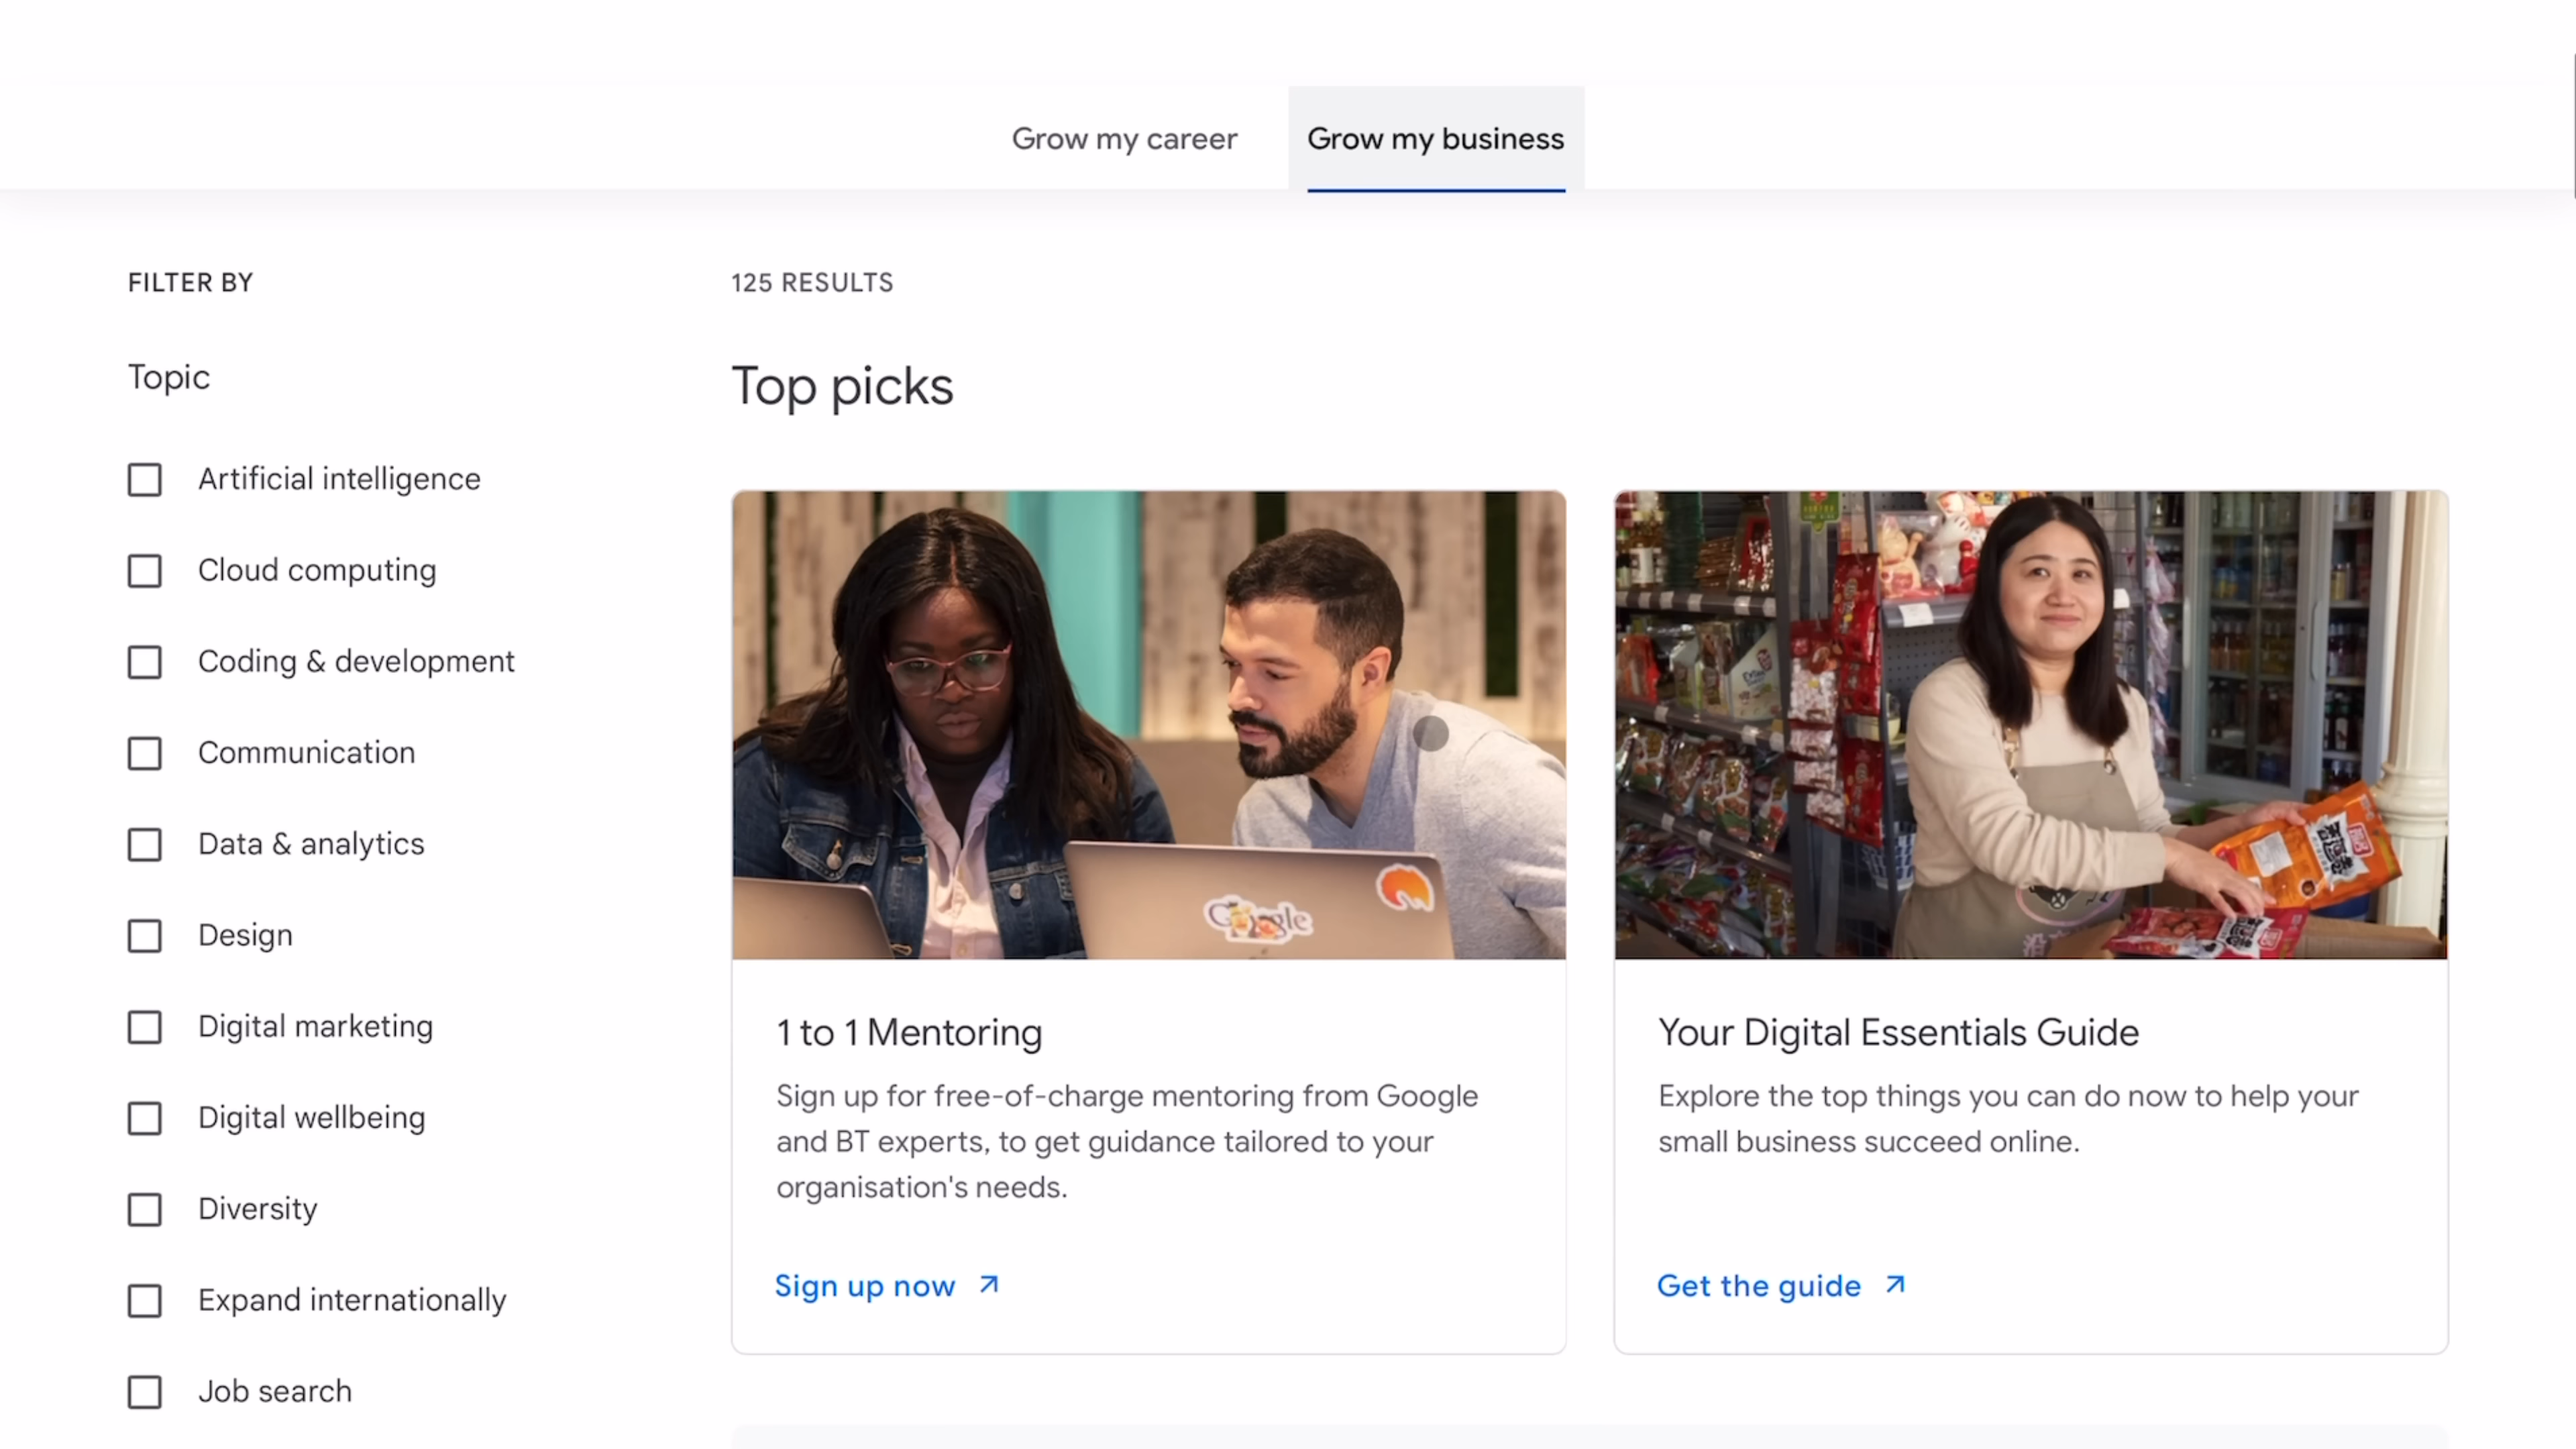 Grow my career
Grow my business
FILTER BY
Topic
Artificial intelligence
Cloud computing
Coding & development
Communication
Data & analytics
Design
Digital marketing
Digital wellbeing
Diversity
Expand internationally
Job search
125 RESULTS
Top picks
Google
1 to 1 Mentoring
Sign up for free-of-charge mentoring from Google
and BT experts, to get guidance tailored to your
organisation's needs.
Sign up now
Your Digital Essentials Guide
Explore the top things you can do now to help your
small business succeed online.
Get the guide